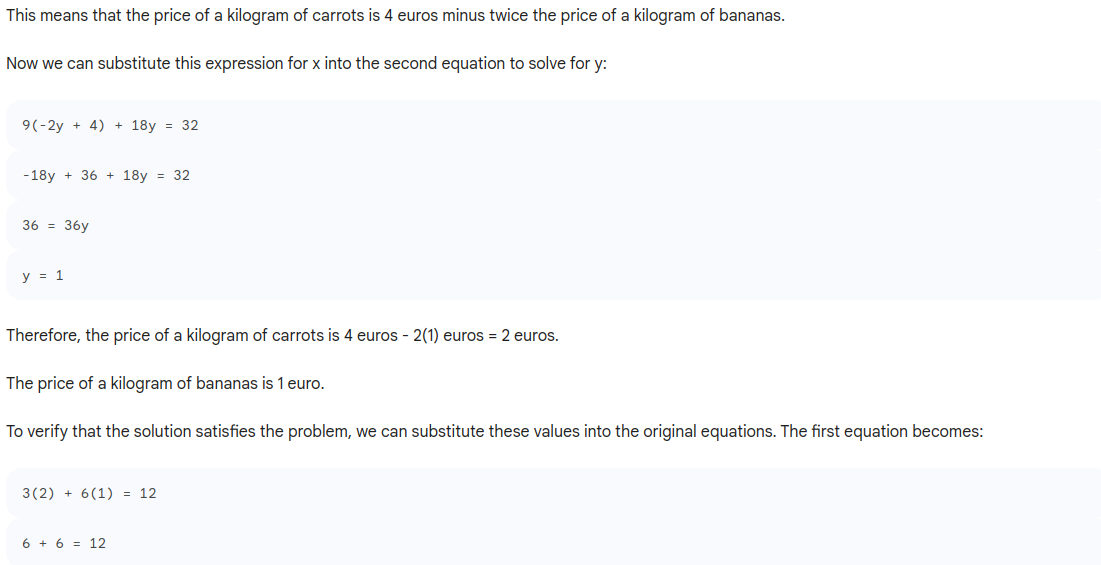 This means that the price of a kilogram of carrots is 4 euros minus twice the price of a kilogram of bananas.
Now we can substitute this expression for x into the second equation to solve for y:
9(-2y + 4) + 18y = 32
-18y + 36 + 18y = 32
36 = 36y
y = 1
Therefore, the price of a kilogram of carrots is 4 euros - 2(1) euros = 2 euros.
The price of a kilogram of bananas is 1 euro.
To verify that the solution satisfies the problem, we can substitute these values into the original equations. The first equation becomes:
3(2) + 6(1) = 12
6 + 6 = 12